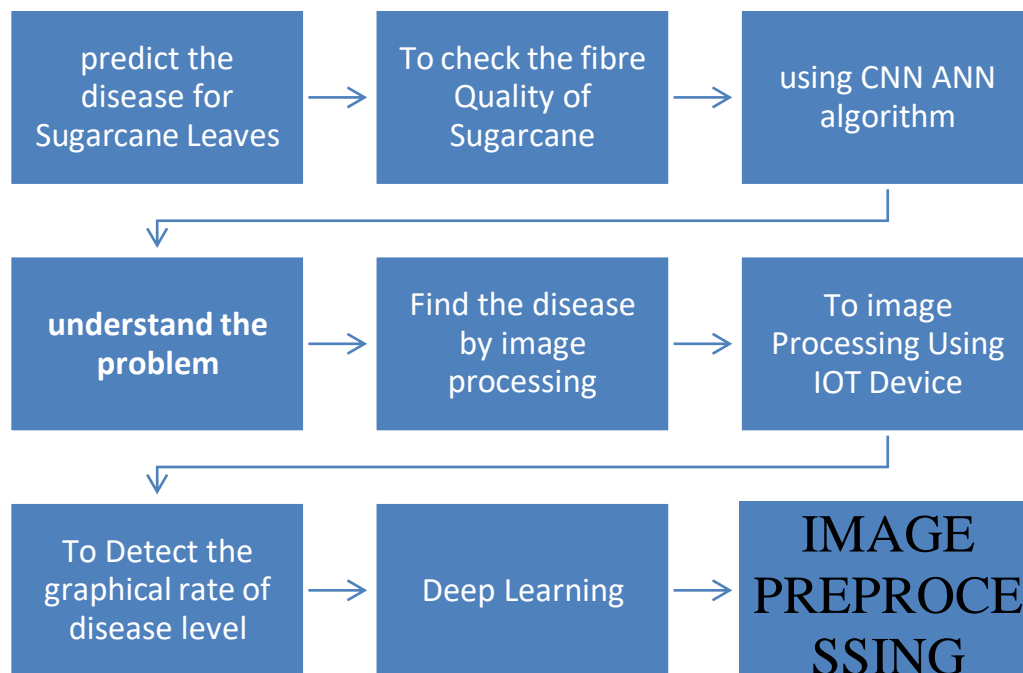 predict the
disease for
Sugarcane Leaves
To check the fibre
Quality of
Sugarcane
using CNN ANN
algorithm
understand the
problem
Find the disease
by image
processing
To image
Processing Using
IOT Device
To Detect the
graphical rate of
disease level
Deep Learning
IMAGE
PREPROCE
SSING